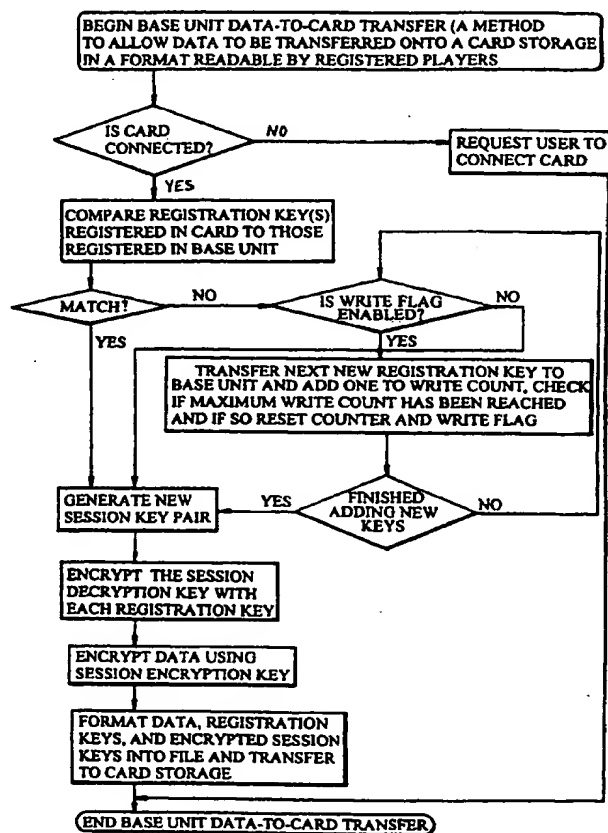 BEGIN BASE UNIT DATA-TO-CARD TRANSFER (A METHOD
TO ALLOW DATA TO BE TRANSFERRED ONTO A CARD STORAGE
IN A FORMAT READABLE BY REGISTERED PLAYERS
IS CARD
CONNECTED?
NO
REQUEST USER TO
CONNECT CARD
YES
COMPARE REGISTRATION KEY(S)
REGISTERED IN CARD TO THOSE
REGISTERED IN BASE UNIT
MATCH?
NO
IS WRITE FLAG
ENABLED?
NO
YES
YES
TRANSFER NEXT NEW REGISTRATION KEY TO
BASE UNIT AND ADD ONE TO WRITE COUNT, CHECK
IF MAXIMUM WRITE COUNT HAS BEEN REACHED
AND IF SO RESET COUNTER AND WRITE FLAG
GENERATE NEW
SESSION KEY PAIR
YES
FINISHED
ADDING NEW
KEYS
NO
ENCRYPT THE SESSION
DECRYPTION KEY WITH
EACH REGISTRATION KEY
ENCRYPT DATA USING
SESSION ENCRYPTION KEY
FORMAT DATA, REGISTRATION
KEYS, AND ENCRYPTED SESSION
KEYS INTO FILE AND TRANSFER
TO CARD STORAGE
END BASE UNIT DATA-TO-CARD TRANSFER